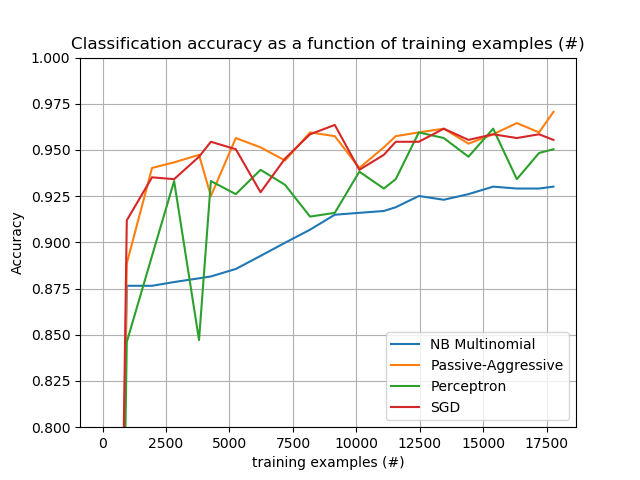 Classification accuracy as a function of training examples (#)
1.000
0.975
0.950
0.925
0.900
0.875
0.850
0.825
0.800
Accuracy
NB Multinomial
Passive-Aggressive
Perceptron
SGD
0 2500 5000 7500 10000 12500 15000 17500
training examples (#)